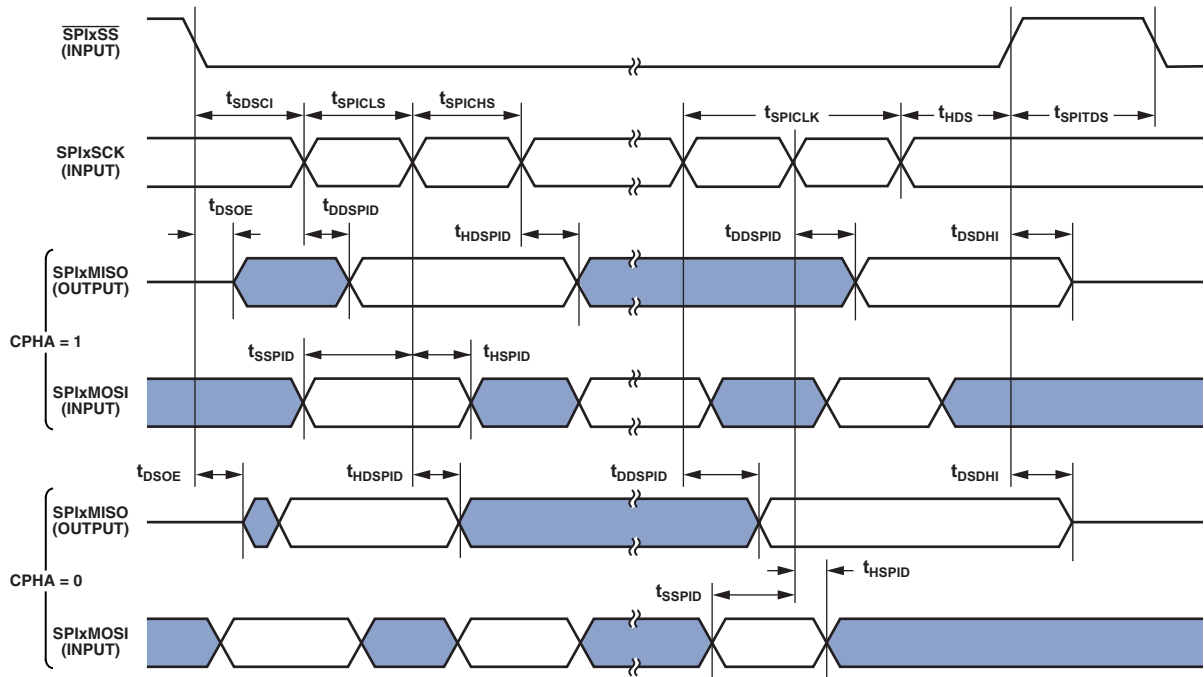 SPIxSS
(INPUT)
tSDSCI tSPICLS tSPICHS tSPICLK tHDS tSPITDS
SPIxSCK
(INPUT)
tDSOE tDDSPID tHDSPID tDDSPID tDSDHI
SPIxMISO
(OUTPUT)
CPHA = 1
tSSPID tHSPID
SPIxMOSI
(INPUT)
tDSOE tHDSPID tDDSPID tDSDHI
SPIxMISO
(OUTPUT)
CPHA = 0
tSSPID tHSPID
SPIxMOSI
(INPUT)